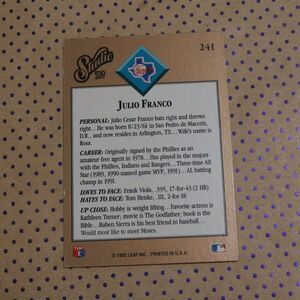 Studio '92
241
JULIO FRANCO
PERSONAL: Julio Cesar Franco bats right and throws
right...He was born 8/23/61 in San Pedro de Macoris,
D.R., and now resides in Arlington, TX... Wife's name is
Rosa.
CAREER: Originally signed by the Phillies as an
amateur free agent in 1978...Has played in the majors
with the Phillies, Indians and Rangers...Three-time All
Star (1989, 1990-named game MVP, 1991)...AL batting
champ in 1991.
LOVES TO FACE: Frank Viola, .395, 17-for-43 (2 HR)
HATES TO FACE: Tom Henke, .111, 2-for-18
UP CLOSE: Hobby is weight lifting...Favorite actress is
Kathleen Turner; movie is The Godfather; book is the
Bible... Ruben Sierra is his best friend in baseball...
Would most like to meet Moses.
© 1992 LEAF INC. PRINTED IN U.S.A.